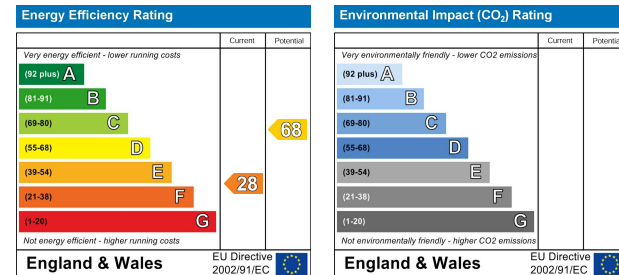 Energy Efficiency Rating
Current Potential
Very energy efficient - lower running costs
(92 plus) A
(81-91) B
(69-80) C
(55-68) D
(39-54) E
(21-38) F
(1-20) G
68
28
Not energy efficient - higher running costs
England & Wales
EU Directive
2002/91/EC
Environmental Impact (CO₂) Rating
Current Potential
Very environmentally friendly - lower CO2 emissions
(92 plus) A
(81-91) B
(69-80) C
(55-68) D
(39-54) E
(21-38) F
(1-20) G
Not environmentally friendly - higher CO2 emissions
England & Wales
EU Directive
2002/91/EC